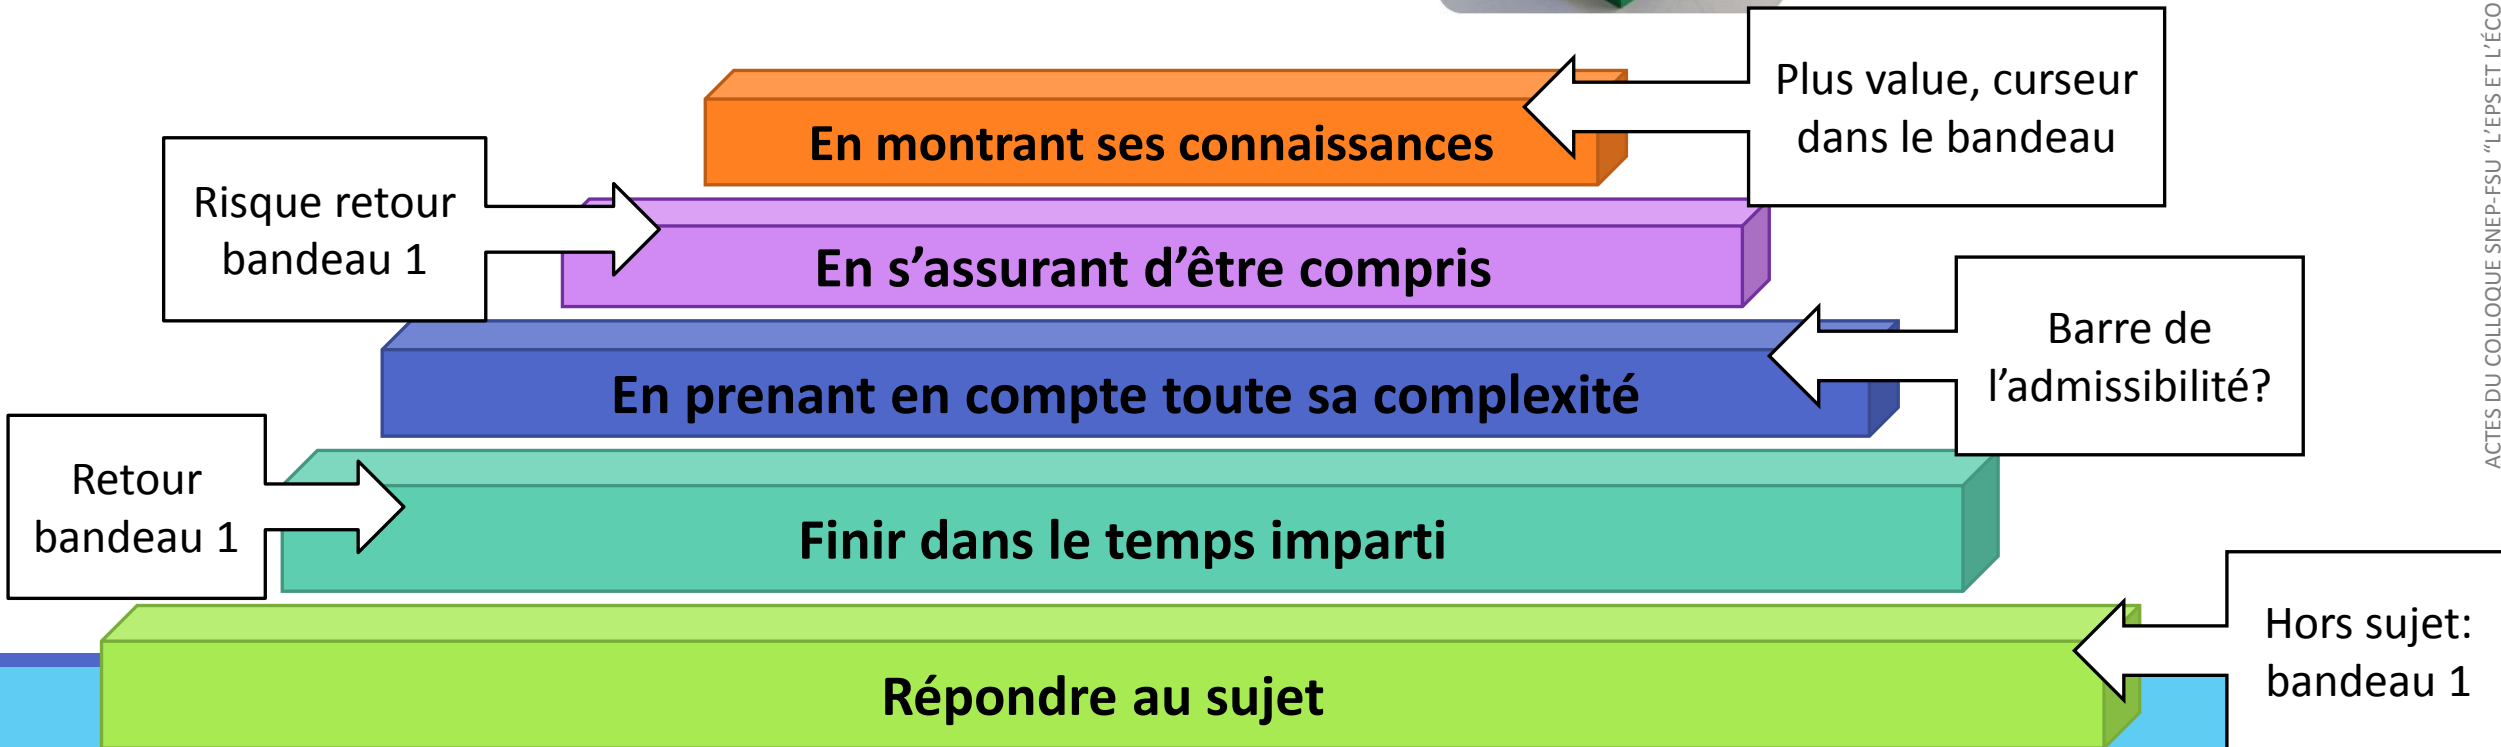 Plus value, curseur
dans le bandeau
En montrant ses connaissances
Risque retour
bandeau 1
En s’assurant d’être compris
Barre de
l’admissibilité?
En prenant en compte toute sa complexité
Retour
bandeau 1
Finir dans le temps imparti
Hors sujet:
bandeau 1
Répondre au sujet
ACTES DU COLLOQUE SNEP-FSU “L’EPS ET L’ÉCO